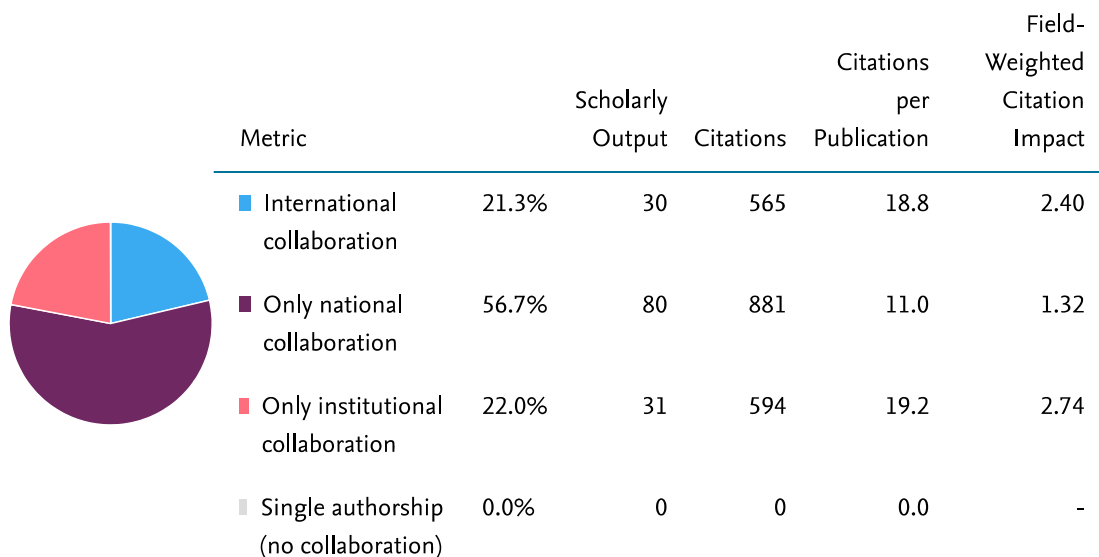 Field-
Weighted
Citations
Citation
per
Scholarly
Metric Output Citations Publication Impact
International 21.3% 30 565 18.8 2.40
collaboration
Only national 56.7% 80 881 11.0 1.32
collaboration
Only institutional 22.0% 31 594 19.2 2.74
collaboration
Single authorship 0.0% 0 0 0.0 -
(no collaboration)